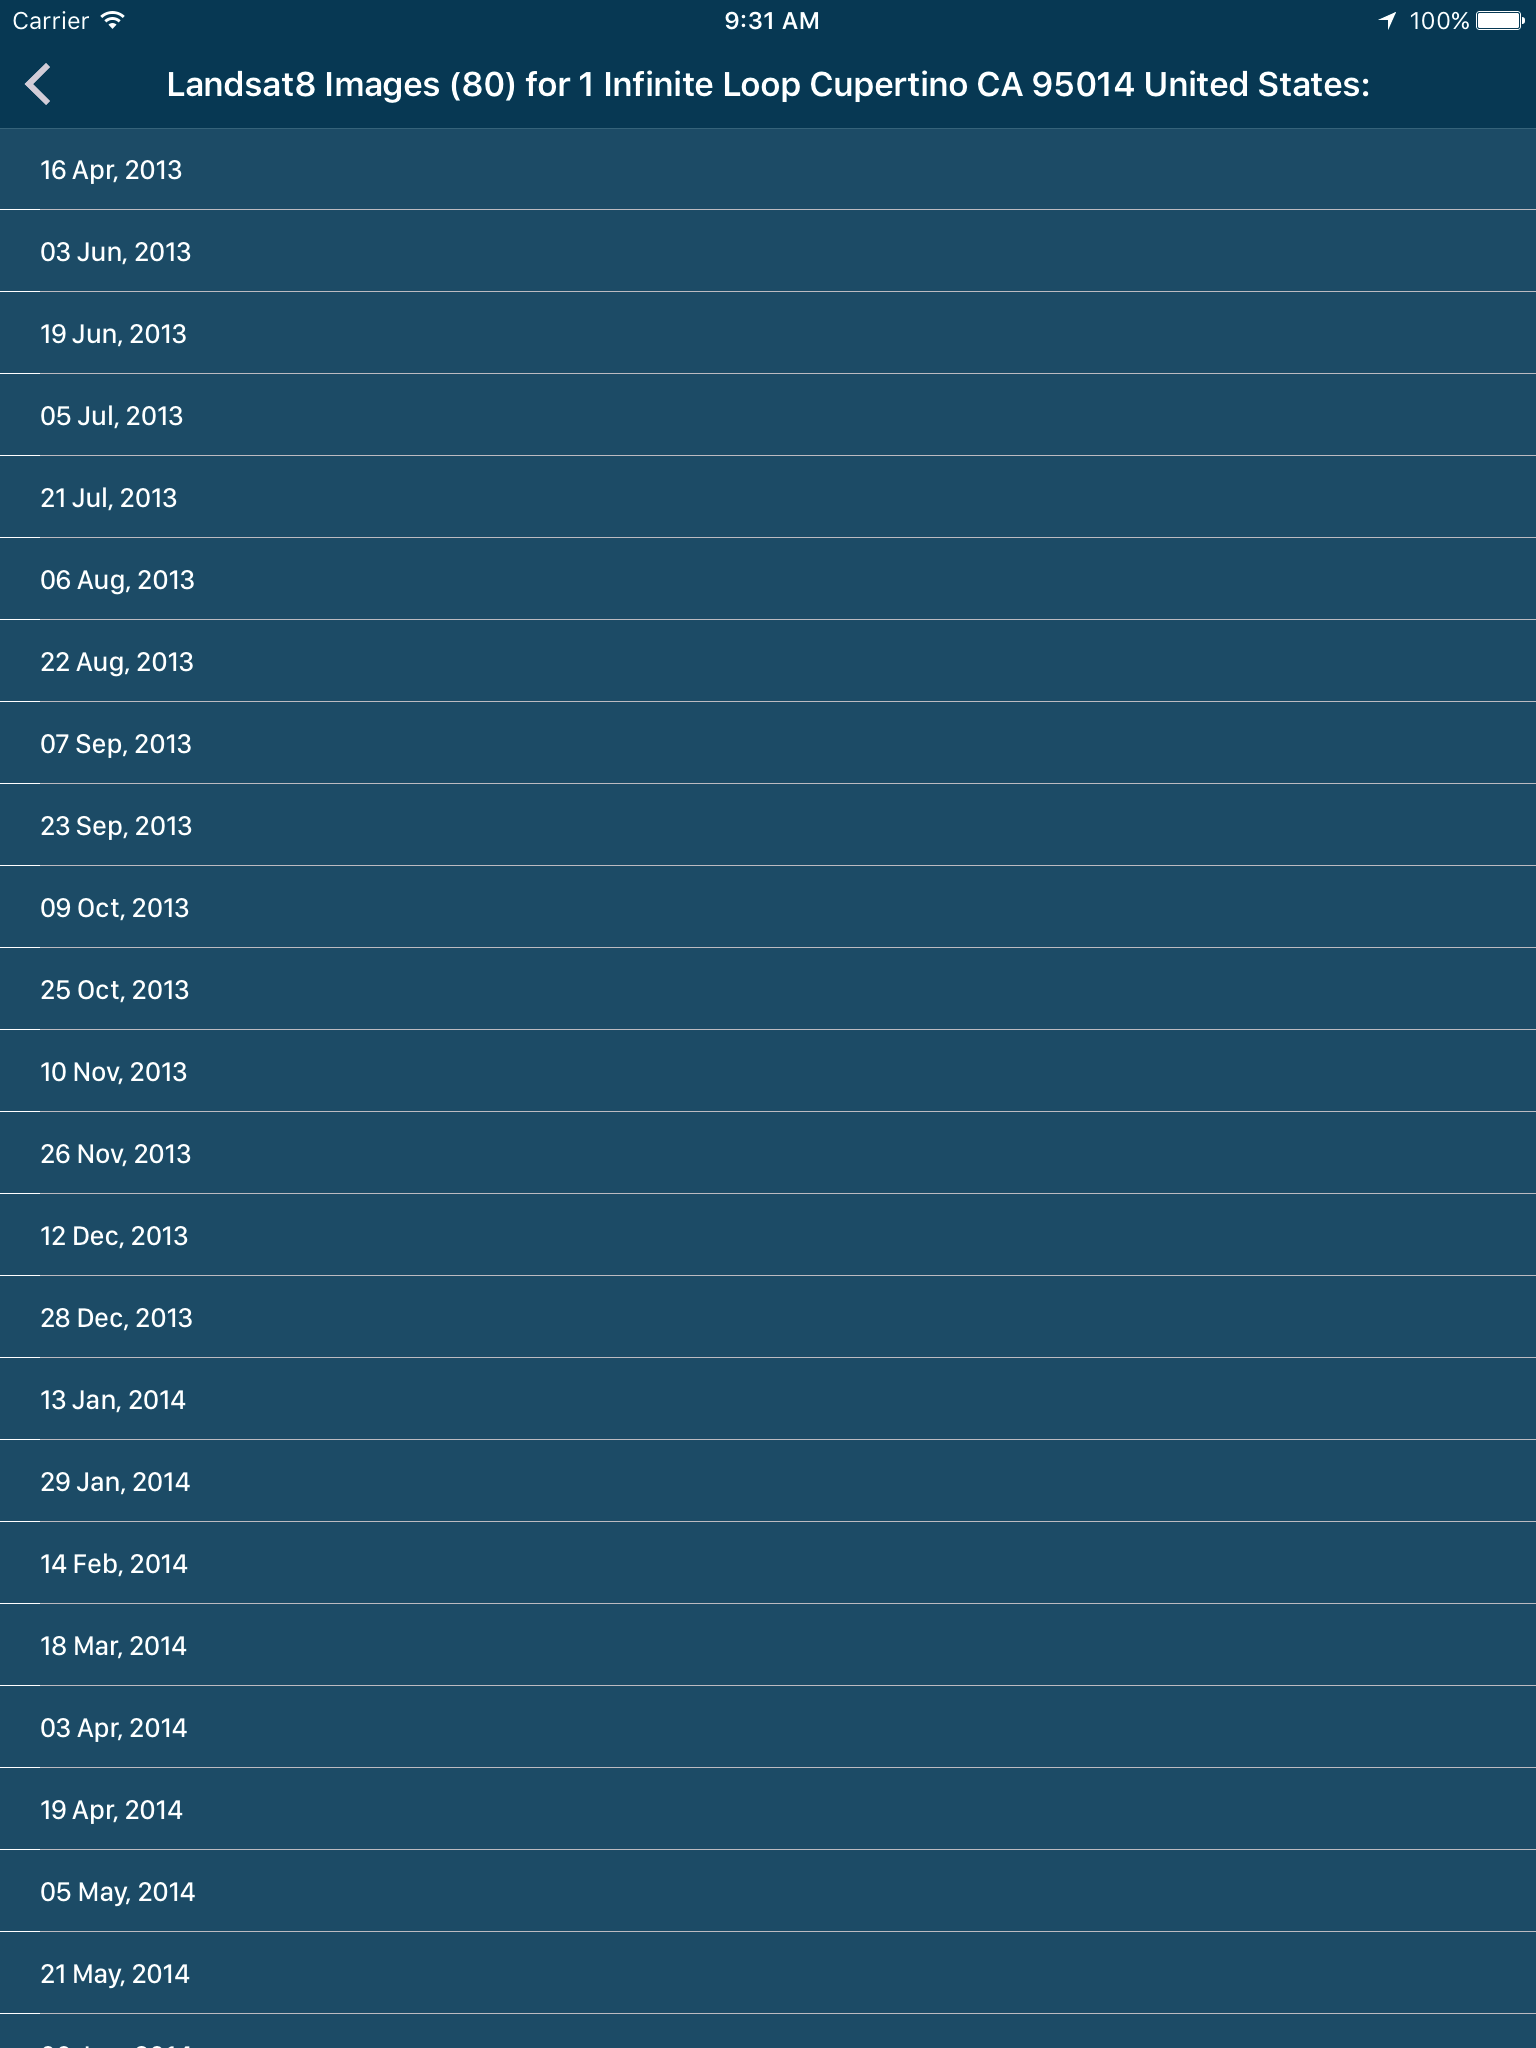 Carrier 9:31 AM 100%
Landsat8 Images (80) for 1 Infinite Loop Cupertino CA 95014 United States:
16 Apr, 2013
03 Jun, 2013
19 Jun, 2013
05 Jul, 2013
21 Jul, 2013
06 Aug, 2013
22 Aug, 2013
07 Sep, 2013
23 Sep, 2013
09 Oct, 2013
25 Oct, 2013
10 Nov, 2013
26 Nov, 2013
12 Dec, 2013
28 Dec, 2013
13 Jan, 2014
29 Jan, 2014
14 Feb, 2014
18 Mar, 2014
03 Apr, 2014
19 Apr, 2014
05 May, 2014
21 May, 2014